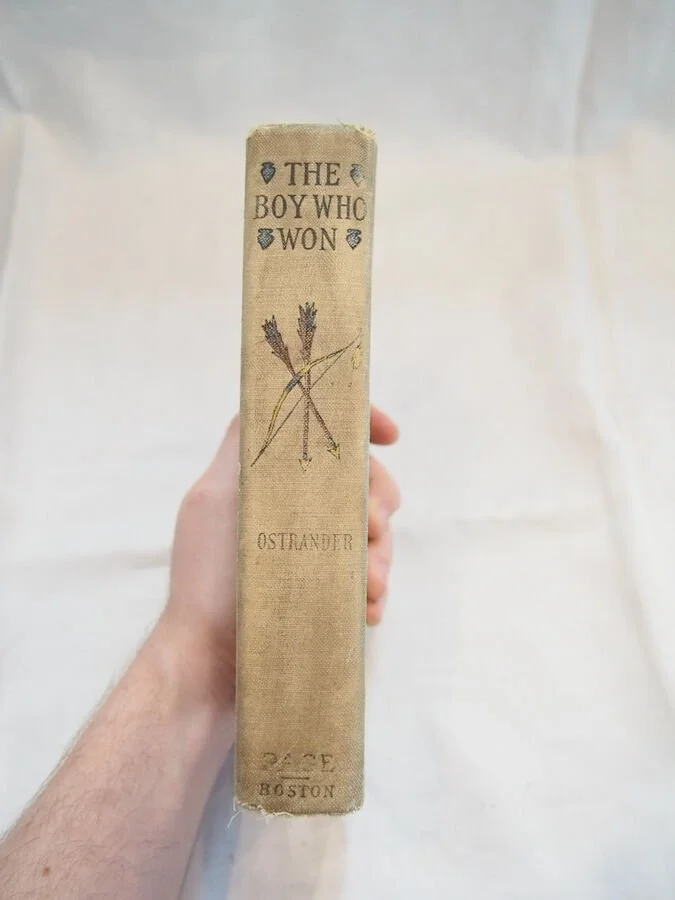 THE
BOY WHO
WON
OSTRANDER
PAGE
BOSTON